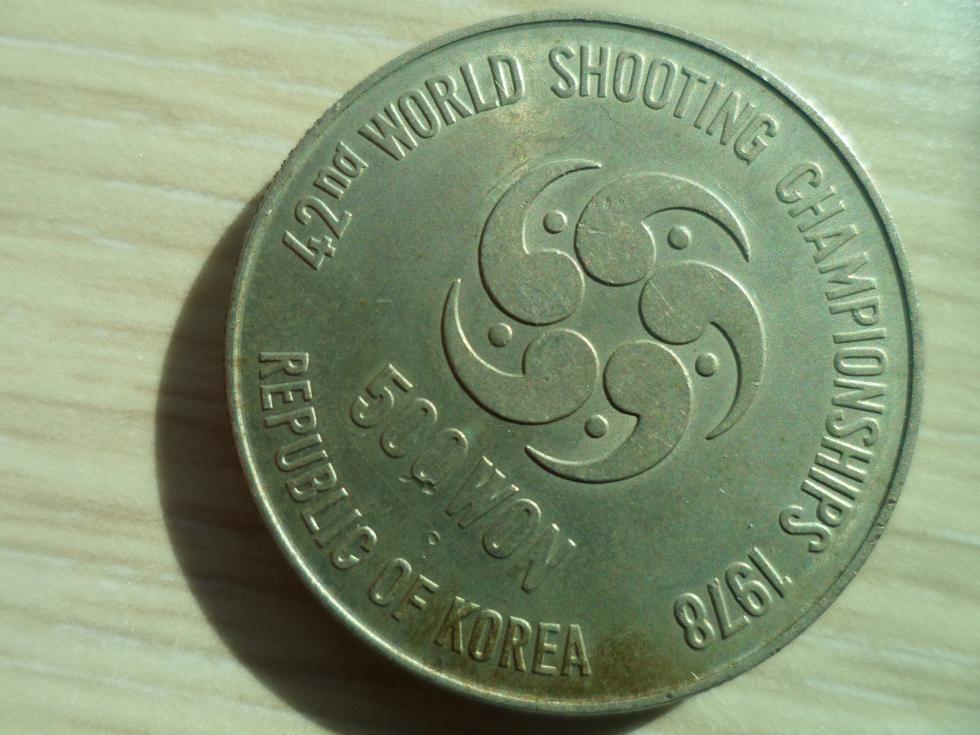 42nd WORLD SHOOTING CHAMPIONSHIPS 1978
500 WON
REPUBLIC OF KOREA